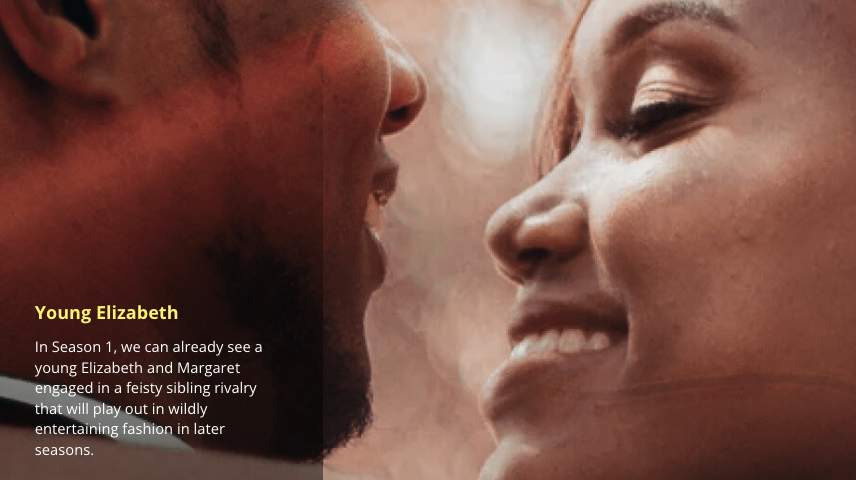 Young Elizabeth
In Season 1, we can already see a
young Elizabeth and Margaret
engaged in a feisty sibling rivalry
that will play out in wildly
entertaining fashion in later
seasons.